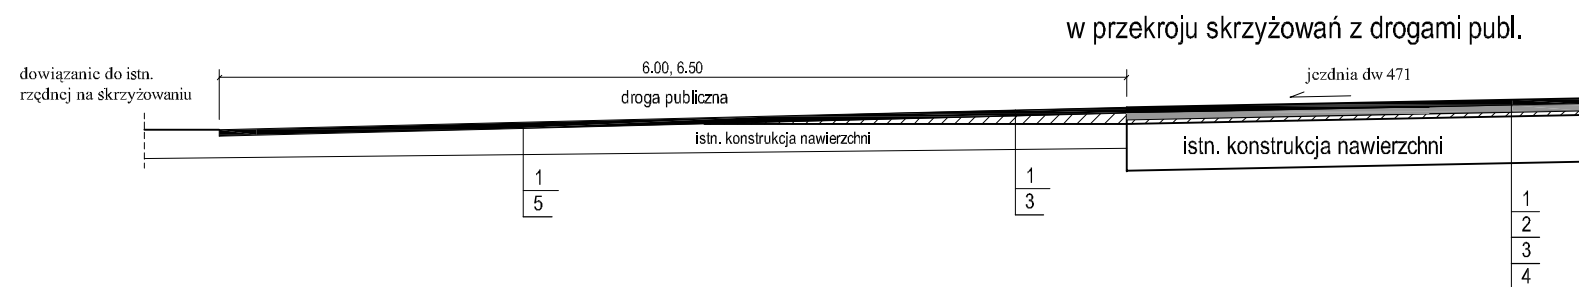 w przekroju skrzyżowań z drogami publ.
dowiązanie do istn.
rzędnej na skrzyżowaniu
6.00, 6.50
droga publiczna
jezdnia dw 471
istn. konstrukcja nawierzchni
istn. konstrukcja nawierzchni
1
5
1
3
1
2
3
4